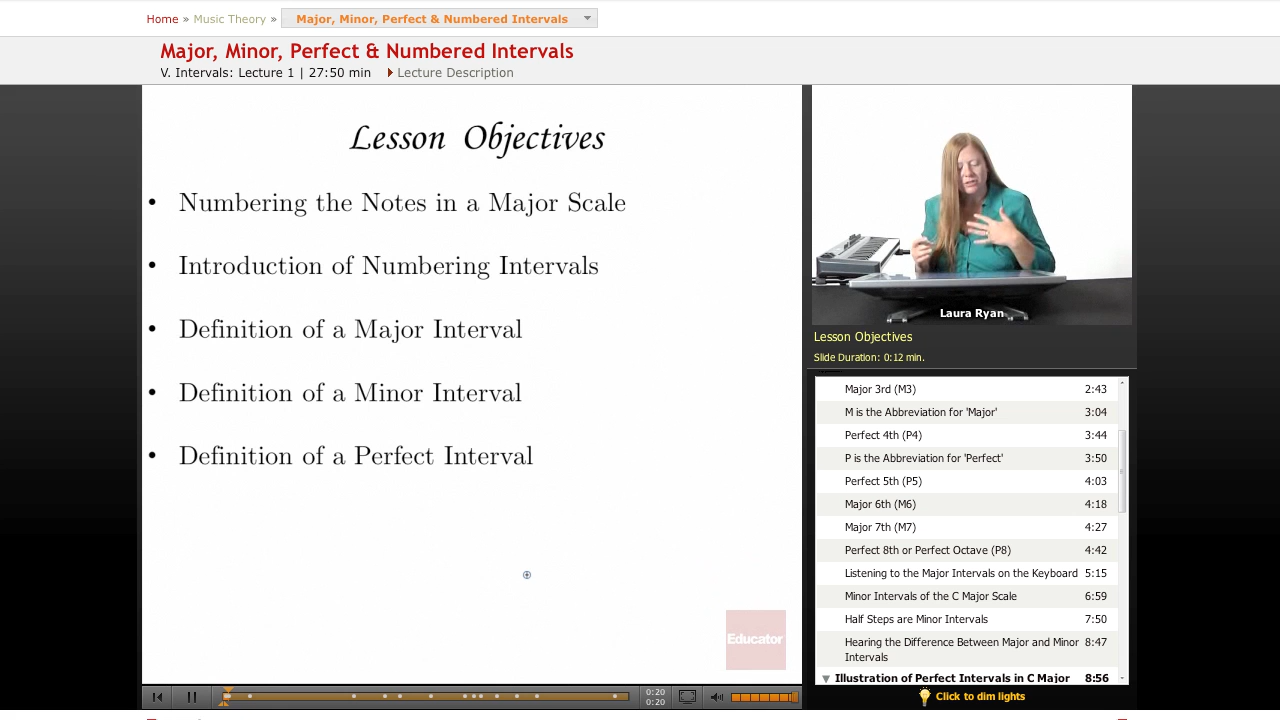 Home » Music Theory » Major, Minor, Perfect & Numbered Intervals
Major, Minor, Perfect & Numbered Intervals
V. Intervals: Lecture 1 | 27:50 min Lecture Description
Lesson Objectives
• Numbering the Notes in a Major Scale
• Introduction of Numbering Intervals
• Definition of a Major Interval
• Definition of a Minor Interval
• Definition of a Perfect Interval
Educator
0:20
0:20
Laura Ryan
Lesson Objectives
Slide Duration: 0:12 min.
Major 3rd (M3) 2:43
M is the Abbreviation for 'Major' 3:04
Perfect 4th (P4) 3:44
P is the Abbreviation for 'Perfect' 3:50
Perfect 5th (P5) 4:03
Major 6th (M6) 4:18
Major 7th (M7) 4:27
Perfect 8th or Perfect Octave (P8) 4:42
Listening to the Major Intervals on the Keyboard 5:15
Minor Intervals of the C Major Scale 6:59
Half Steps are Minor Intervals 7:50
Hearing the Difference Between Major and Minor 8:47
Intervals
Illustration of Perfect Intervals in C Major 8:56
Click to dim lights